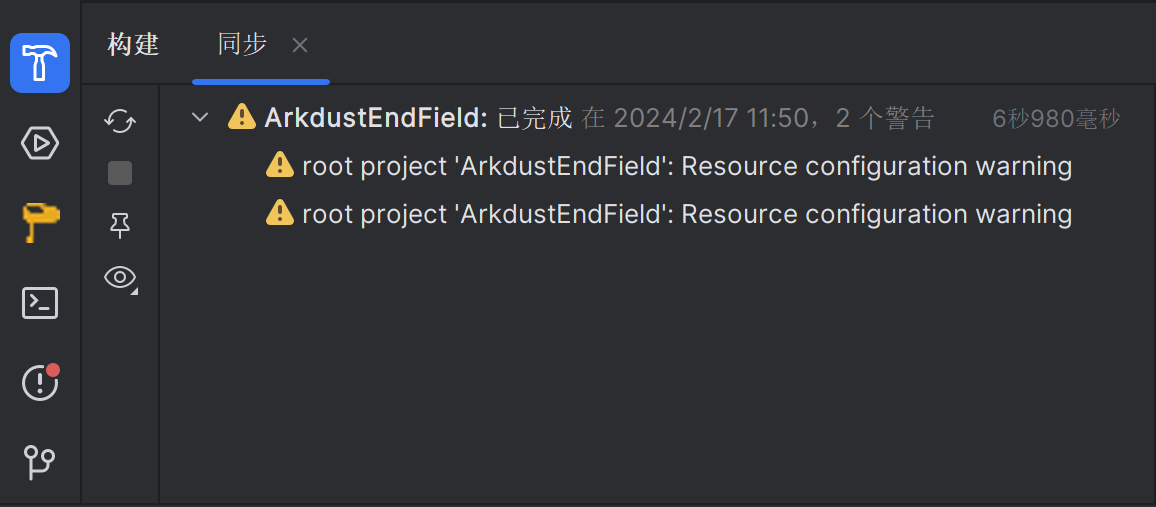 构建 同步
ArkdustEndField: 已完成 在 2024/2/17 11:50，2 个警告 6秒980毫秒
root project 'ArkdustEndField': Resource configuration warning
root project 'ArkdustEndField': Resource configuration warning